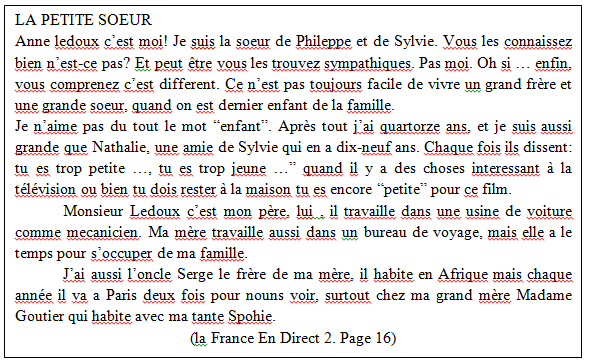 LA PETITE SOEUR
Anne ledoux c’est moi! Je suis la soeur de Pheleppe et de Sylvie. Vous les connaissez
bien n’est-ce pas? Et peut être vous les trouvez sympathiques. Pas moi. Oh si … enfin,
vous comprenez c’est different. Ce n’est pas toujours facile de vivre un grand frère et
une grande soeur, quand on est dernier enfant de la famille.
Je n’aime pas du tout le mot “enfant”. Après tout j’ai quartorze ans, et je suis aussi
grande que Nathalie, une amie de Sylvie qui en a dix-neuf ans. Chaque fois ils dissent:
tu es trop petite …, tu es trop jeune …” quand il y a des choses interessant à la
télévision ou bien tu dois rester à la maison tu es encore “petite” pour ce film.
Monsieur Ledoux c’est mon père, lui , il travaille dans une usine de voiture
comme mecanicien. Ma mère travaille aussi dans un bureau de voyage, mais elle a le
temps pour s’occuper de ma famille.
J’ai aussi l’oncle Serge le frère de ma mère, il habite en Afrique mais chaque
année il va a Paris deux fois pour nouns voir, surtout chez ma grand mère Madame
Goutier qui habite avec ma tante Spohie.
(la France En Direct 2. Page 16)